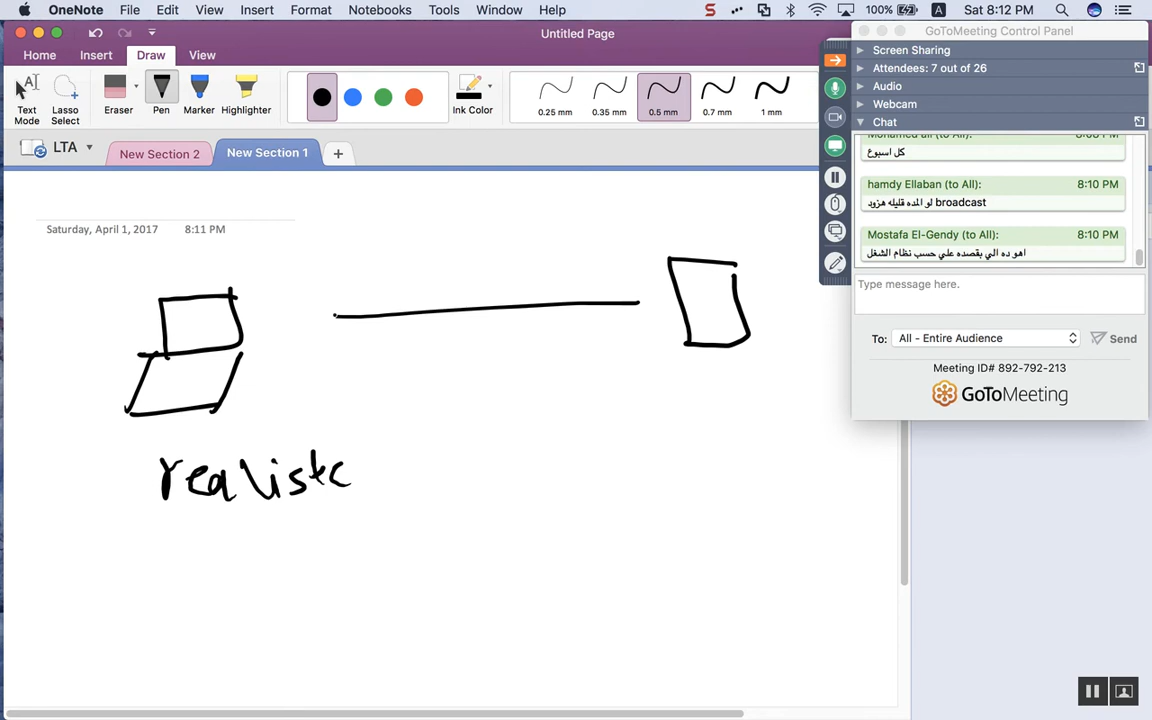 OneNote File Edit View Insert Format Notebooks Tools Window Help
100% A Sat 8:12 PM
Untitled Page
GoToMeeting Control Panel
Home Insert Draw View
Screen Sharing
Attendees: 7 out of 26
Audio
Webcam
Chat
Text Mode
Lasso Select
Eraser
Pen
Marker
Highlighter
Ink Color
0.25 mm
0.35 mm
0.5 mm
0.7 mm
1 mm
LTA
New Section 2
New Section 1
Mohamed ali (to All):
كل اسبوع
hamdy Ellaban (to All): 8:10 PM
لو المده قليله هزود broadcast
Mostafa El-Gendy (to All): 8:10 PM
اهو ده الي بقصده علي حسب نظام الشغل
Type message here.
To: All - Entire Audience Send
Meeting ID# 892-792-213
GoToMeeting
Saturday, April 1, 2017 8:11 PM
realistc